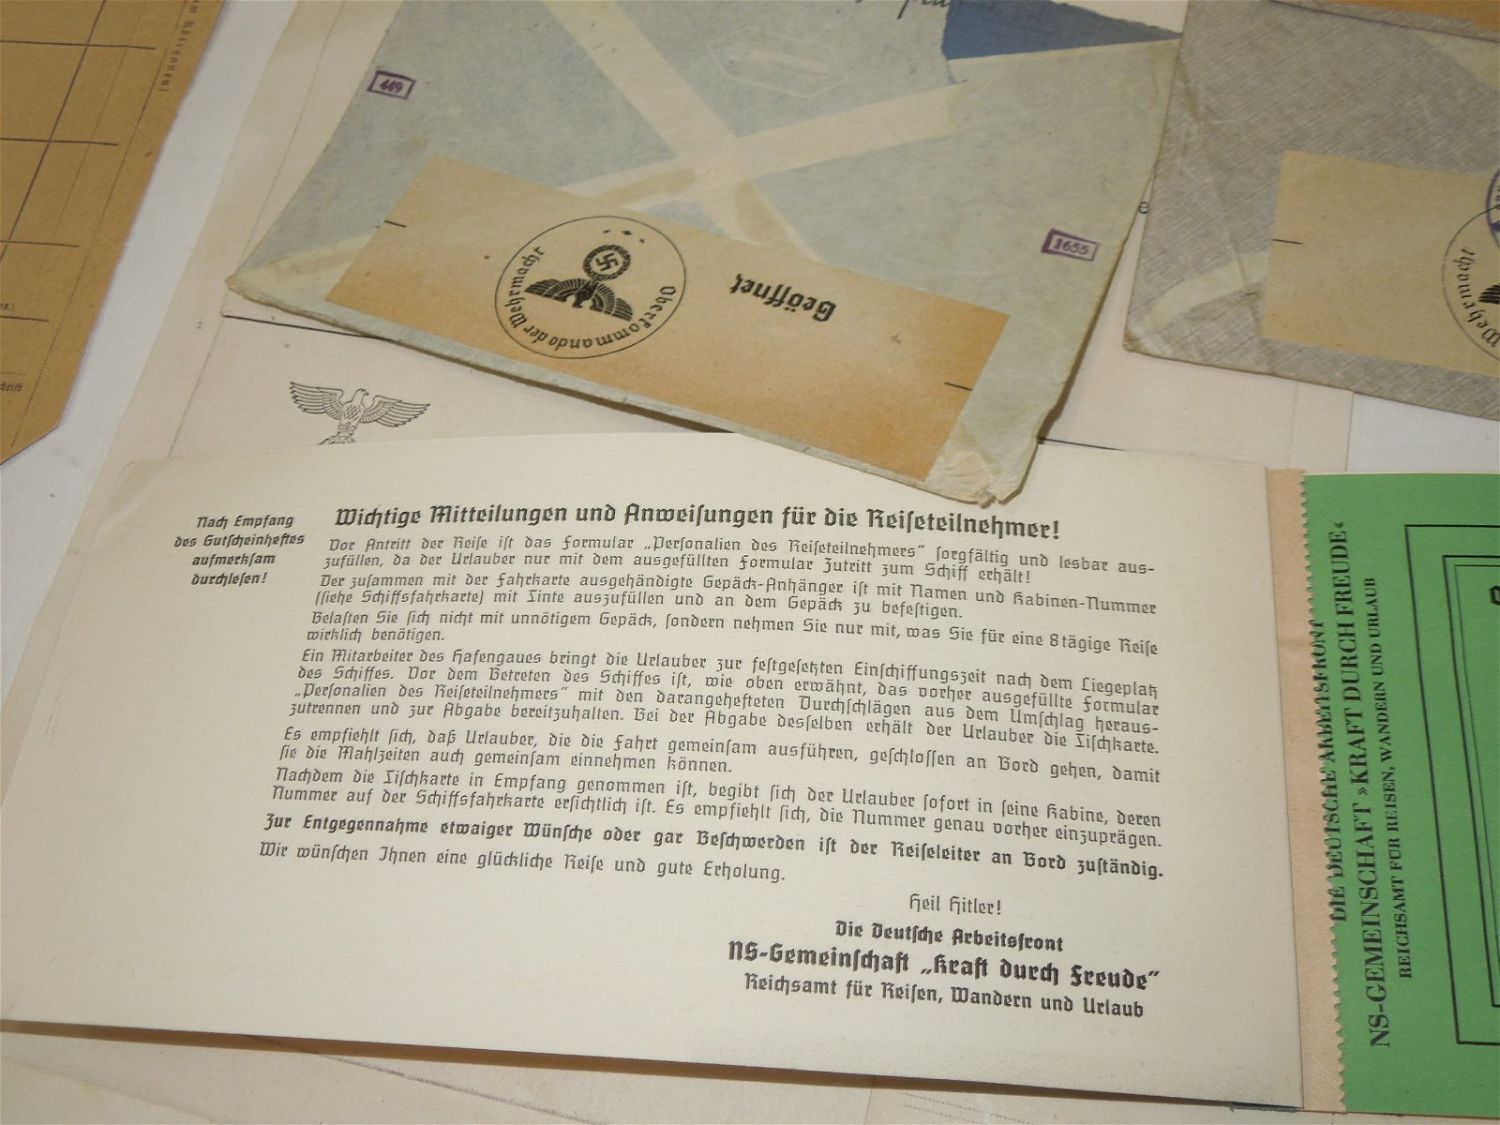 449
1655
Geöffnet
Oberkommando der Wehrmacht
Wehrmacht
Nach Empfang
des Gutscheinheftes
aufmerksam
durchlesen!
Wichtige Mitteilungen und Anweisungen für die Reiseteilnehmer!
Vor Antritt der Reise ist das Formular „Personalien des Reiseteilnehmers" sorgfältig und lesbar aus-
zufüllen, da der Urlauber nur mit dem ausgefüllten Formular Zutritt zum Schiff erhält!
Der zusammen mit der Fahrkarte ausgehändigte Gepäck-Anhänger ist mit Namen und Kabinen-Nummer
(siehe Schiffsfahrkarte) mit Tinte auszufüllen und an dem Gepäck zu befestigen.
Belasten Sie sich nicht mit unnötigem Gepäck, sondern nehmen Sie nur mit, was Sie für eine 8tägige Reise
wirklich benötigen.
Ein Mitarbeiter des Hafengaues bringt die Urlauber zur festgesetzten Einschiffungszeit nach dem Liegeplatz
des Schiffes. Vor dem Betreten des Schiffes ist, wie oben erwähnt, das vorher ausgefüllte Formular
„Personalien des Reiseteilnehmers" mit den darangehefteten Durchschlägen aus dem Umschlag heraus-
zutrennen und zur Abgabe bereitzuhalten. Bei der Abgabe desselben erhält der Urlauber die Tischkarte.
Es empfiehlt sich, daß Urlauber, die die Fahrt gemeinsam ausführen, geschlossen an Bord gehen, damit
sie die Mahlzeiten auch gemeinsam einnehmen können.
Nachdem die Tischkarte in Empfang genommen ist, begibt sich der Urlauber sofort in seine Kabine, deren
Nummer auf der Schiffsfahrkarte ersichtlich ist. Es empfiehlt sich, die Nummer genau vorher einzuprägen.
Zur Entgegennahme etwaiger Wünsche oder gar Beschwerden ist der Reiseleiter an Bord zuständig.
Wir wünschen Ihnen eine glückliche Reise und gute Erholung.
Heil Hitler!
Die Deutsche Arbeitsfront
NS-Gemeinschaft „Kraft durch Freude"
Reichsamt für Reisen, Wandern und Urlaub
DIE DEUTSCHE ARBEITSFRONT
NS-GEMEINSCHAFT »KRAFT DURCH FREUDE«
REICHSAMT FÜR REISEN, WANDERN UND URLAUB